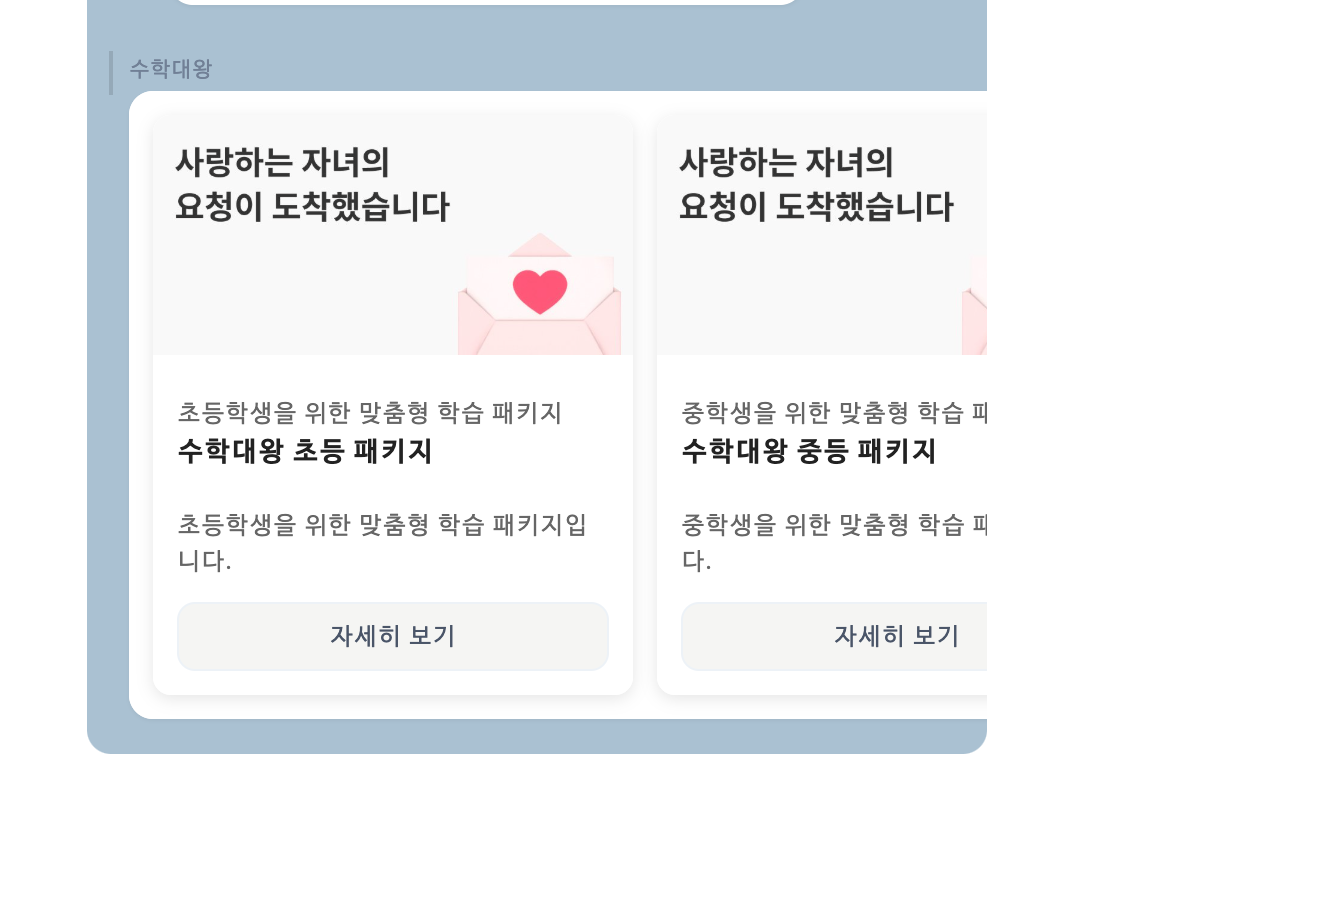 수학대왕
사랑하는 자녀의
요청이 도착했습니다
초등학생을 위한 맞춤형 학습 패키지
수학대왕 초등 패키지
초등학생을 위한 맞춤형 학습 패키지입
니다.
자세히 보기
사랑하는 자녀의
요청이 도착했습니다
중학생을 위한 맞춤형 학습
수학대왕 중등 패키지
중학생을 위한 맞춤형 학습
다.
자세히 보기